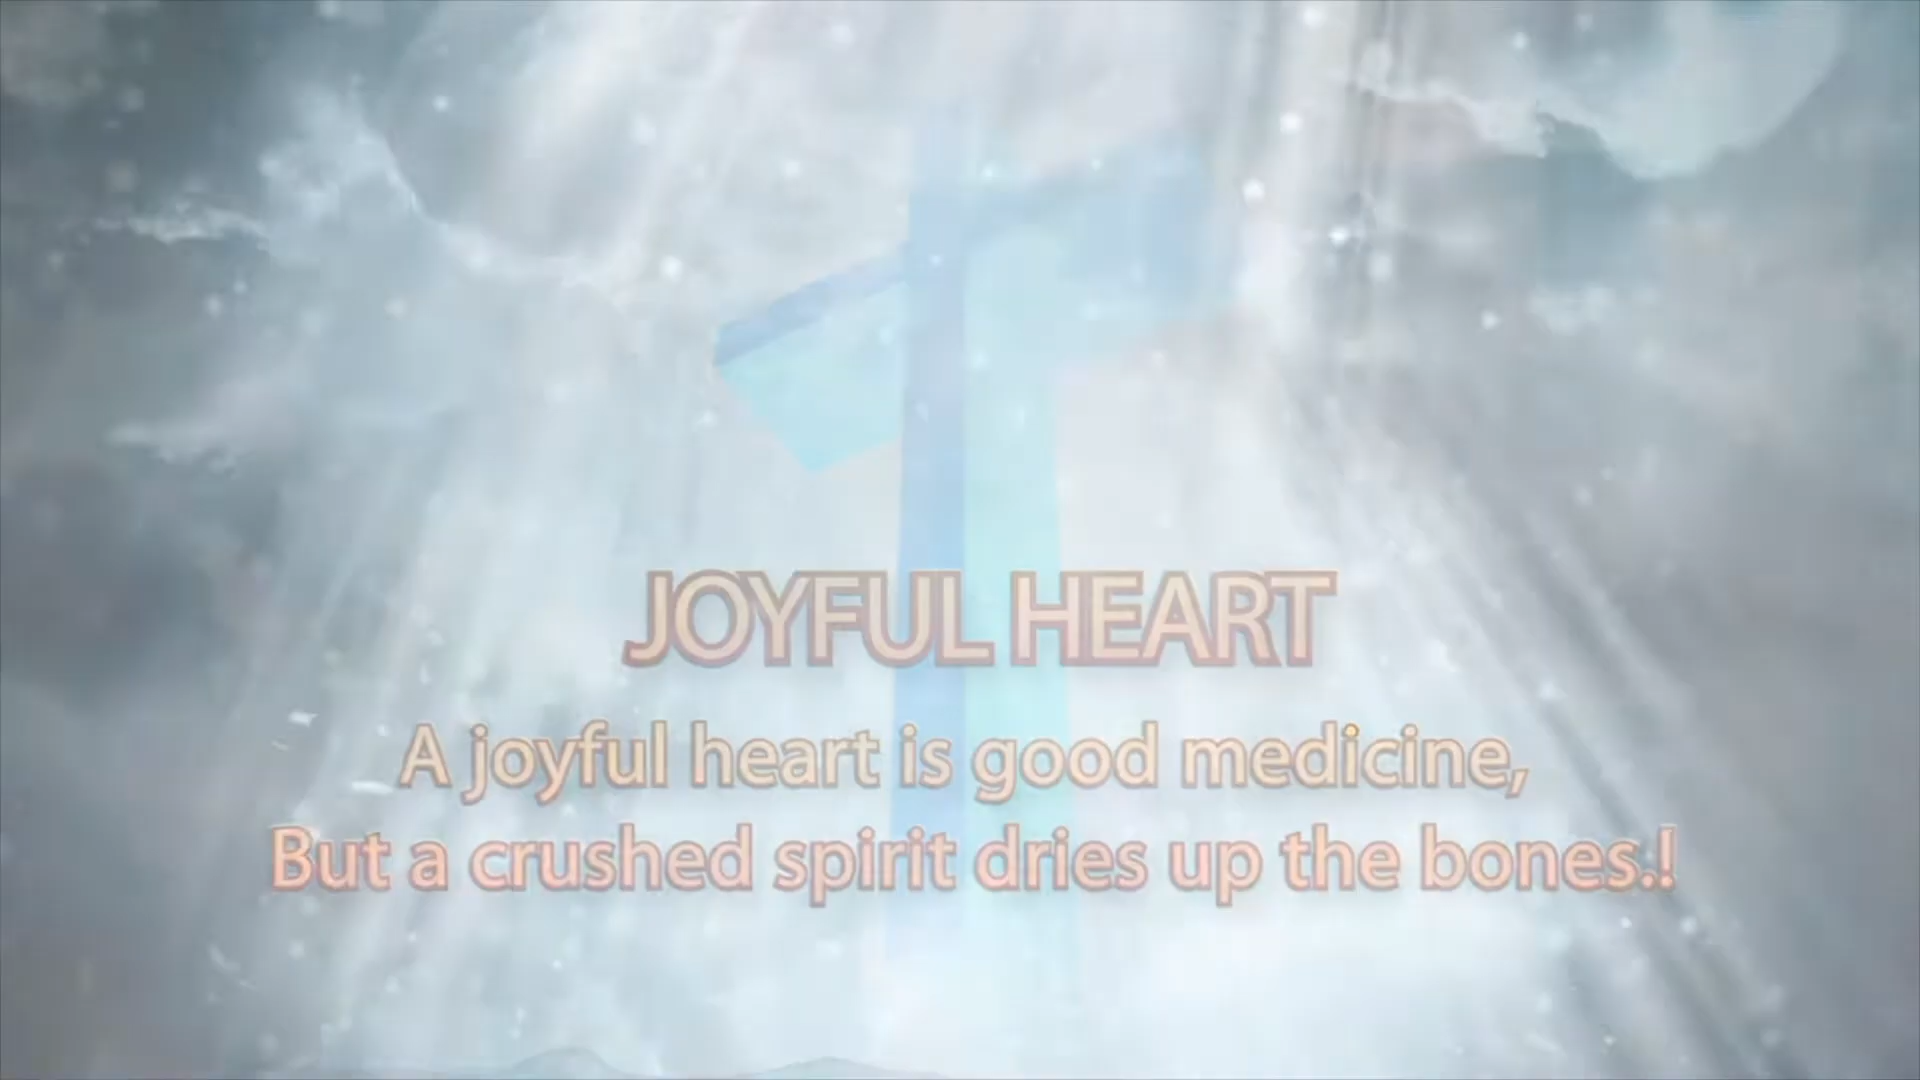 JOYFUL HEART
A joyful heart is good medicine,
But a crushed spirit dries up the bones.!